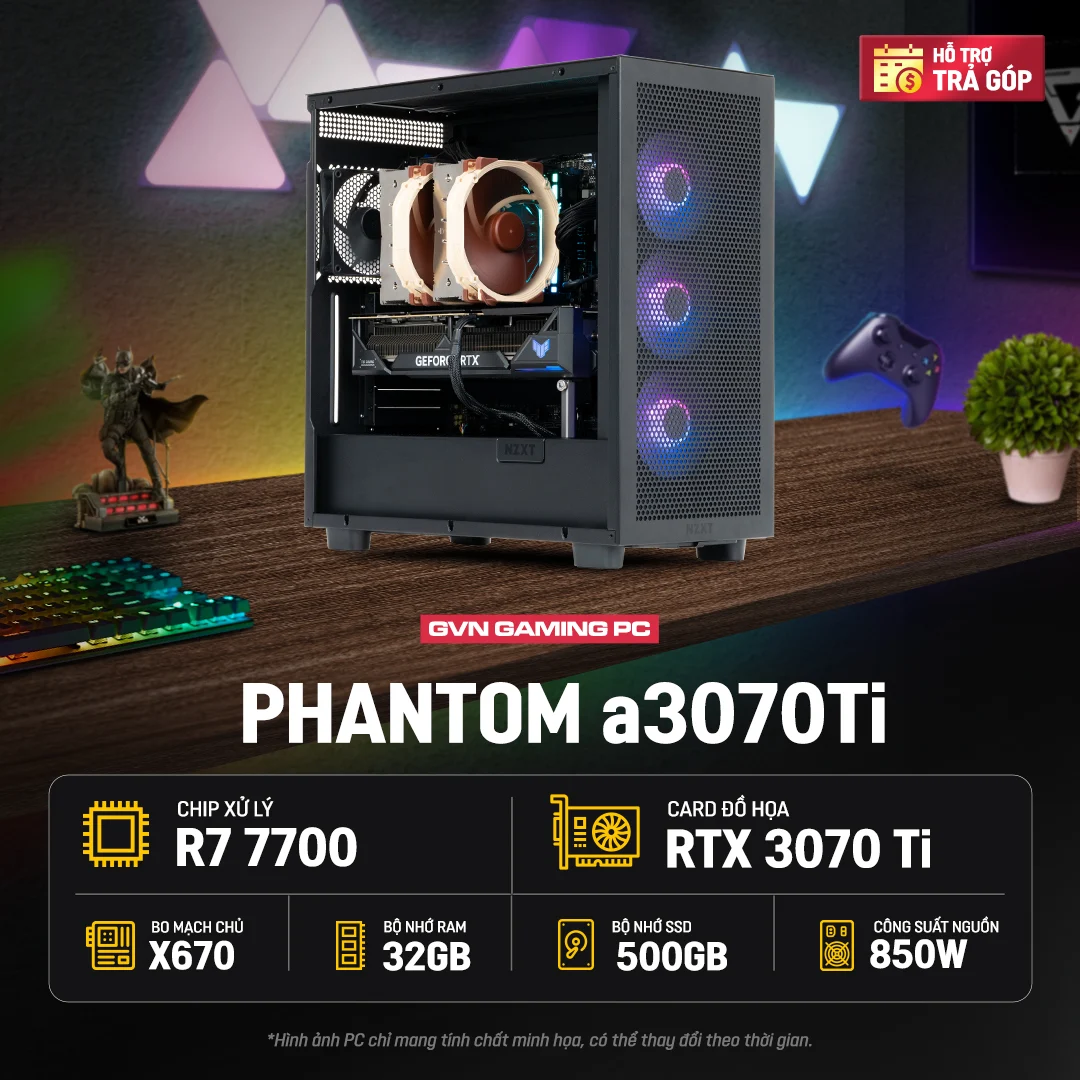 HỖ TRỢ
TRẢ GÓP
GEFORCE RTX
NZXT
NZXT
GVN GAMING PC
PHANTOM a3070Ti
CHIP XỬ LÝ
R7 7700
CARD ĐỒ HỌA
RTX 3070 Ti
BO MẠCH CHỦ
X670
BỘ NHỚ RAM
32GB
BỘ NHỚ SSD
500GB
CÔNG SUẤT NGUỒN
850W
*Hình ảnh PC chỉ mang tính chất minh họa, có thể thay đổi theo thời gian.